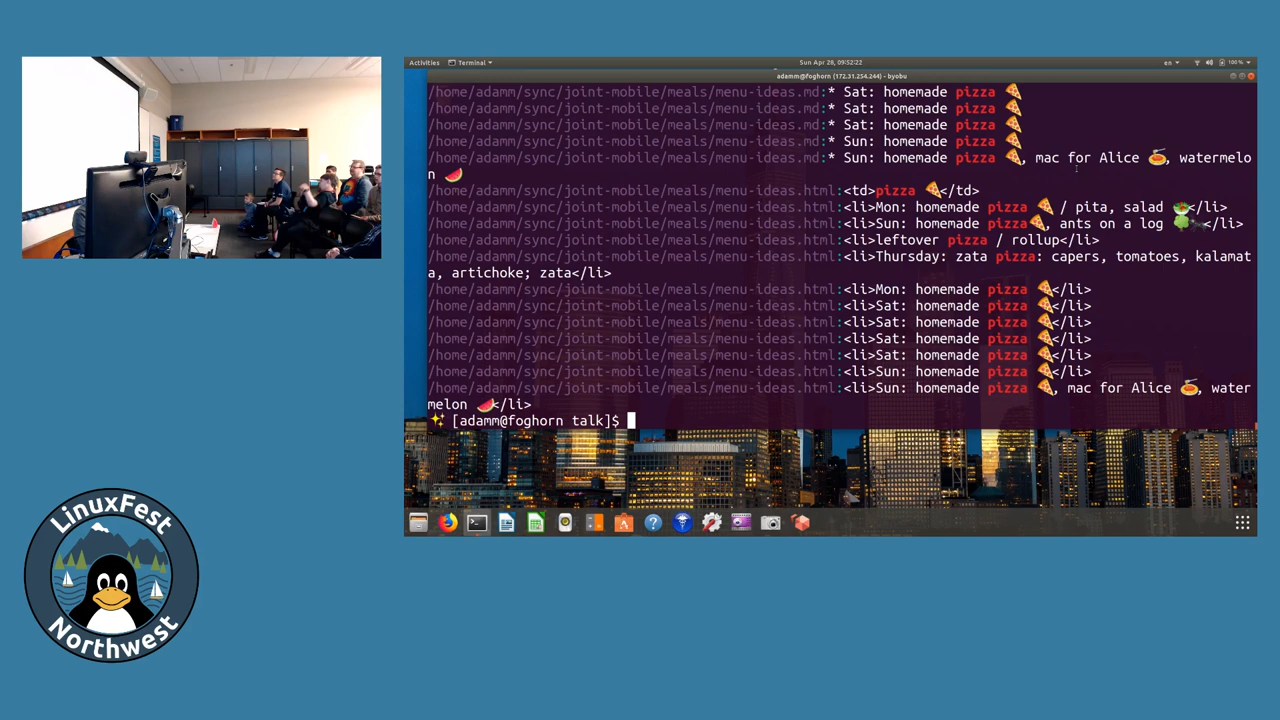 Activities Terminal Sun Apr 28, 09:52:22 en 100%
adamm@foghorn (172.31.254.244) - byobu
/home/adamm/sync/joint-mobile/meals/menu-ideas.md:* Sat: homemade pizza 🍕
/home/adamm/sync/joint-mobile/meals/menu-ideas.md:* Sat: homemade pizza 🍕
/home/adamm/sync/joint-mobile/meals/menu-ideas.md:* Sat: homemade pizza 🍕
/home/adamm/sync/joint-mobile/meals/menu-ideas.md:* Sun: homemade pizza 🍕
/home/adamm/sync/joint-mobile/meals/menu-ideas.md:* Sun: homemade pizza 🍕, mac for Alice 🍝, watermelo
n 🍉
/home/adamm/sync/joint-mobile/meals/menu-ideas.html:<td>pizza 🍕</td>
/home/adamm/sync/joint-mobile/meals/menu-ideas.html:<li>Mon: homemade pizza 🍕 / pita, salad 🥗</li>
/home/adamm/sync/joint-mobile/meals/menu-ideas.html:<li>Sun: homemade pizza🍕, ants on a log 🍀🐜</li>
/home/adamm/sync/joint-mobile/meals/menu-ideas.html:<li>leftover pizza / rollup</li>
/home/adamm/sync/joint-mobile/meals/menu-ideas.html:<li>Thursday: zata pizza: capers, tomatoes, kalamat
a, artichoke; zata</li>
/home/adamm/sync/joint-mobile/meals/menu-ideas.html:<li>Mon: homemade pizza 🍕</li>
/home/adamm/sync/joint-mobile/meals/menu-ideas.html:<li>Sat: homemade pizza 🍕</li>
/home/adamm/sync/joint-mobile/meals/menu-ideas.html:<li>Sat: homemade pizza 🍕</li>
/home/adamm/sync/joint-mobile/meals/menu-ideas.html:<li>Sat: homemade pizza 🍕</li>
/home/adamm/sync/joint-mobile/meals/menu-ideas.html:<li>Sat: homemade pizza 🍕</li>
/home/adamm/sync/joint-mobile/meals/menu-ideas.html:<li>Sun: homemade pizza 🍕</li>
/home/adamm/sync/joint-mobile/meals/menu-ideas.html:<li>Sun: homemade pizza 🍕, mac for Alice 🍝, water
melon 🍉</li>
✨ [adamm@foghorn talk]$
LinuxFest
Northwest